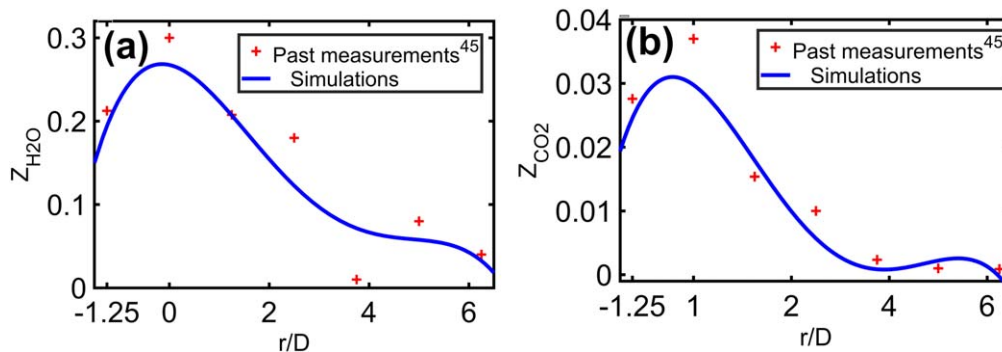 (a)
Past measurements45
Simulations
0.3
0.2
0.1
0
ZH2O
-1.25 0 2 4 6
r/D
(b)
Past measurements45
Simulations
0.04
0.03
0.02
0.01
0
ZCO2
-1.25 1 2 4 6
r/D